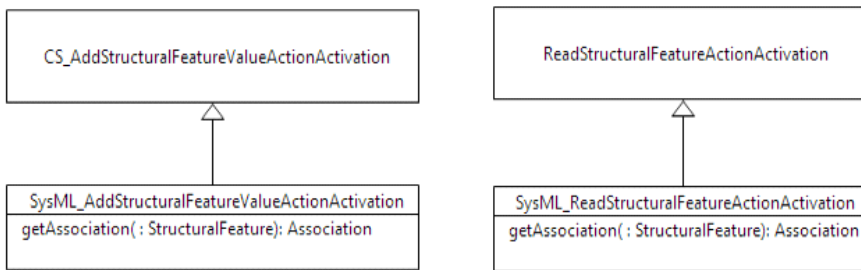 CS_AddStructuralFeatureValueActionActivation
ReadStructuralFeatureActionActivation
SysML_AddStructuralFeatureValueActionActivation
getAssociation( : StructuralFeature): Association
SysML_ReadStructuralFeatureActionActivation
getAssociation( : StructuralFeature): Association